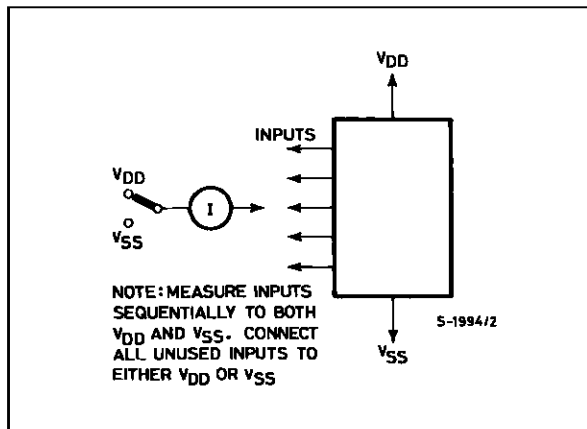 VDD
INPUTS
VDD
I
VSS
NOTE: MEASURE INPUTS
SEQUENTIALLY TO BOTH
VDD AND VSS. CONNECT
ALL UNUSED INPUTS TO
EITHER VDD OR VSS
S-1994/2
VSS